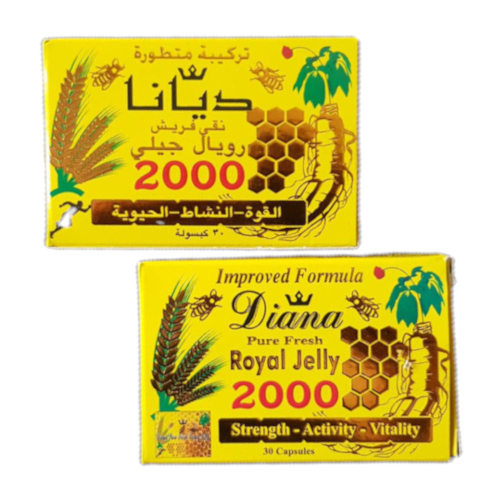 تركيبة متطورة
ديانا
نقي فريش
رويال جيلي
2000
القوة-النشاط-الحيوية
٣٠ كبسولة
Improved Formula
Diana
Pure Fresh
Royal Jelly
2000
Strength - Activity - Vitality
30 Capsules